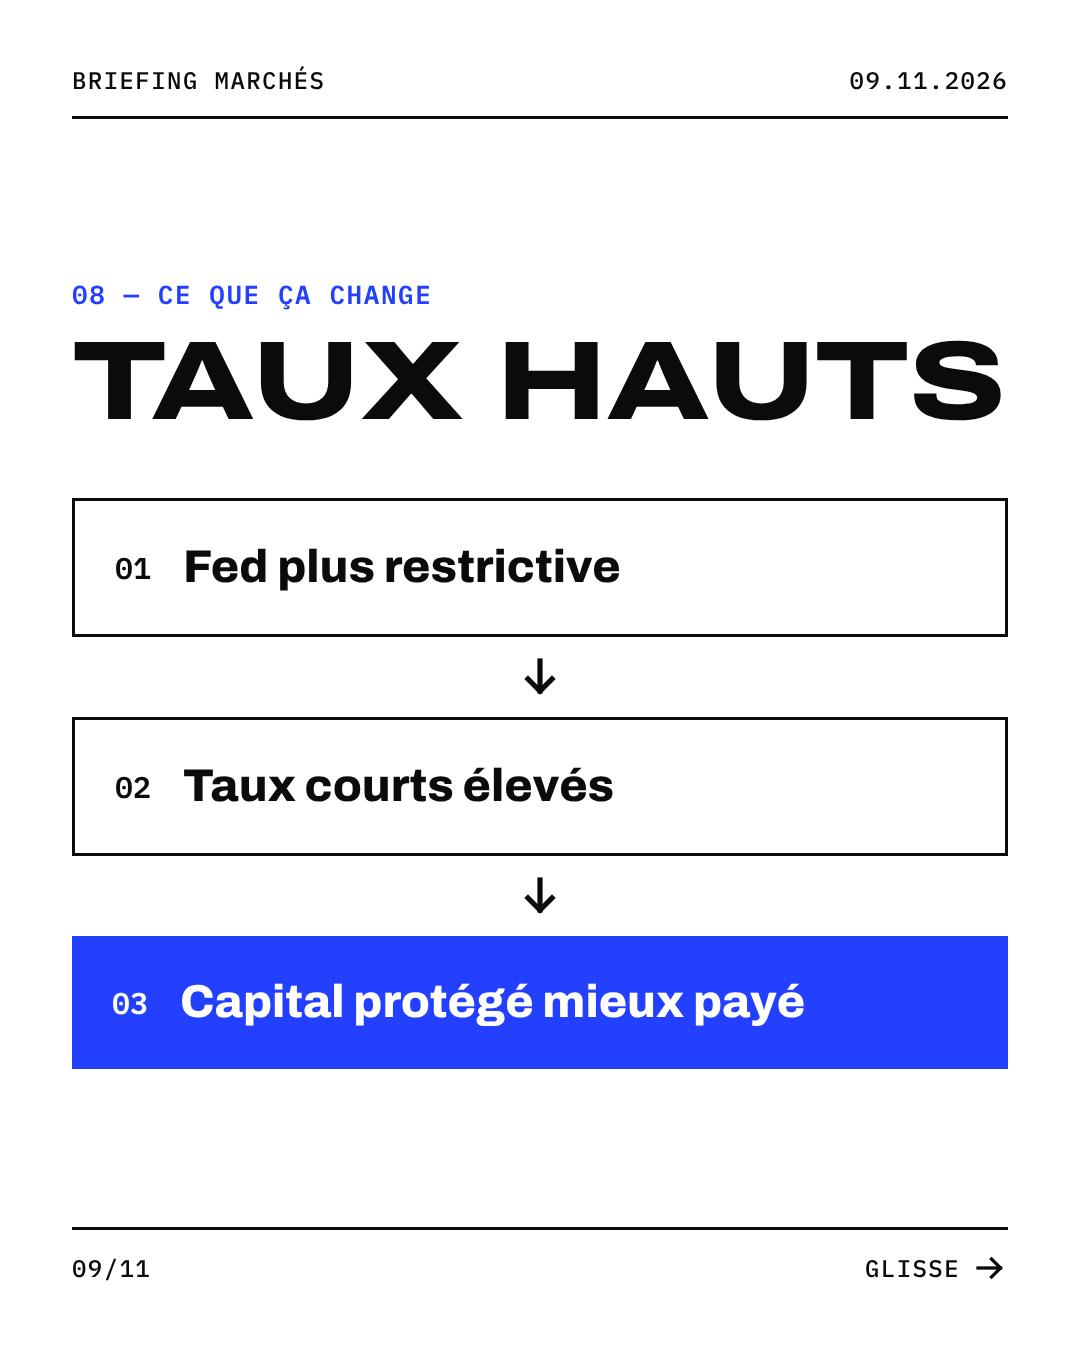 BRIEFING MARCHÉS 09.11.2026
08 — CE QUE ÇA CHANGE
TAUX HAUTS
01 Fed plus restrictive
↓
02 Taux courts élevés
↓
03 Capital protégé mieux payé
09/11 GLISSE →